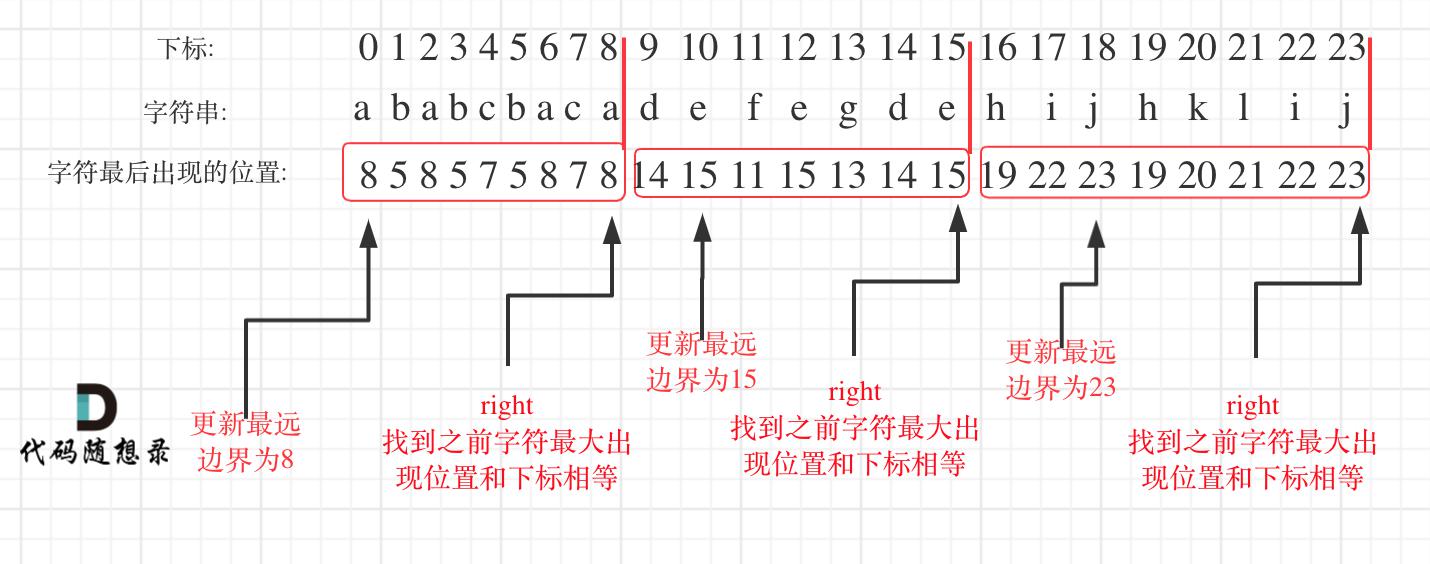 下标: 0 1 2 3 4 5 6 7 8 9 10 11 12 13 14 15 16 17 18 19 20 21 22 23
字符串: a b a b c b a c a d e f e g d e h i j h k l i j
字符最后出现的位置: 8 5 8 5 7 5 8 7 8 14 15 11 15 13 14 15 19 22 23 19 20 21 22 23
更新最远
边界为8
right
找到之前字符最大出
现位置和下标相等
更新最远
边界为15
right
找到之前字符最大出
现位置和下标相等
更新最远
边界为23
right
找到之前字符最大出
现位置和下标相等
代码随想录